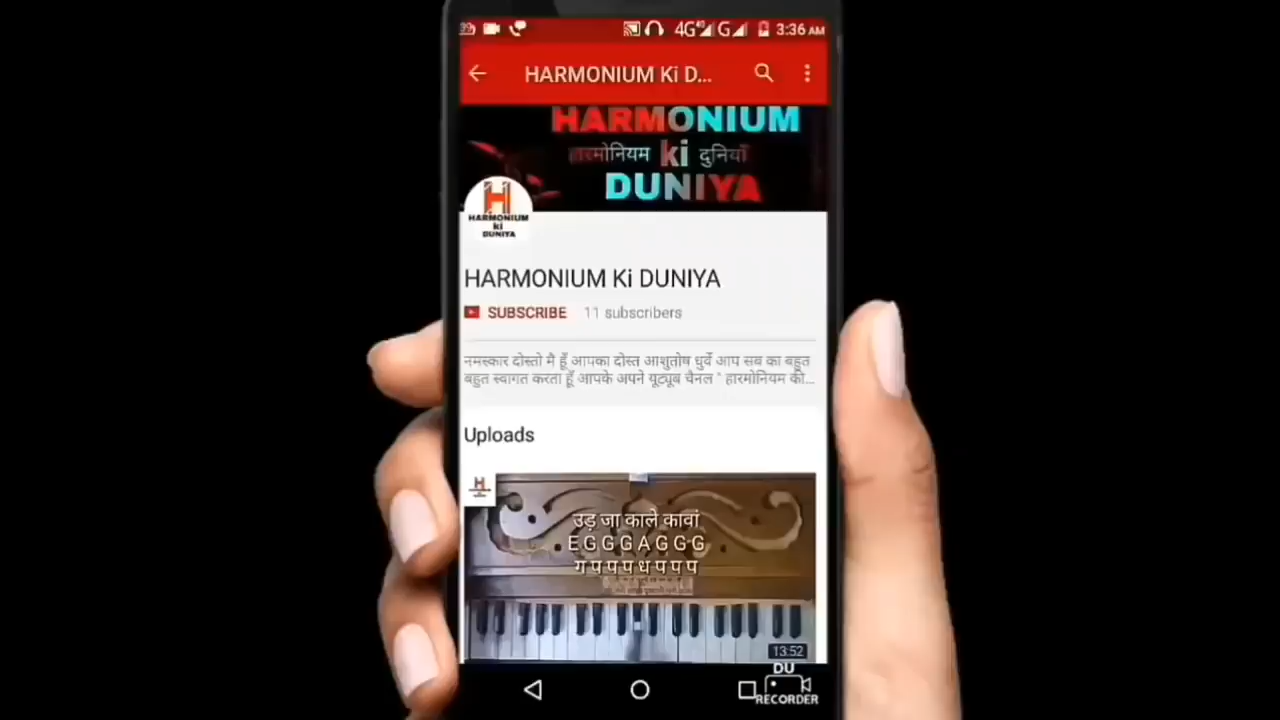 4G G 3:36 AM
HARMONIUM Ki D...
HARMONIUM
हारमोनियम ki दुनियाँ
DUNIYA
H
HARMONIUM
ki
DUNIYA
HARMONIUM Ki DUNIYA
SUBSCRIBE 11 subscribers
नमस्कार दोस्तो मै हूँ आपका दोस्त आशुतोष धुर्वे आप सब का बहुत
बहुत स्वागत करता हूँ आपके अपने यूट्यूब चैनल " हारमोनियम की...
Uploads
H
उड़ जा काले कावां
E G G G A G G G
ग प प प ध प प प
13:52
DU
RECORDER